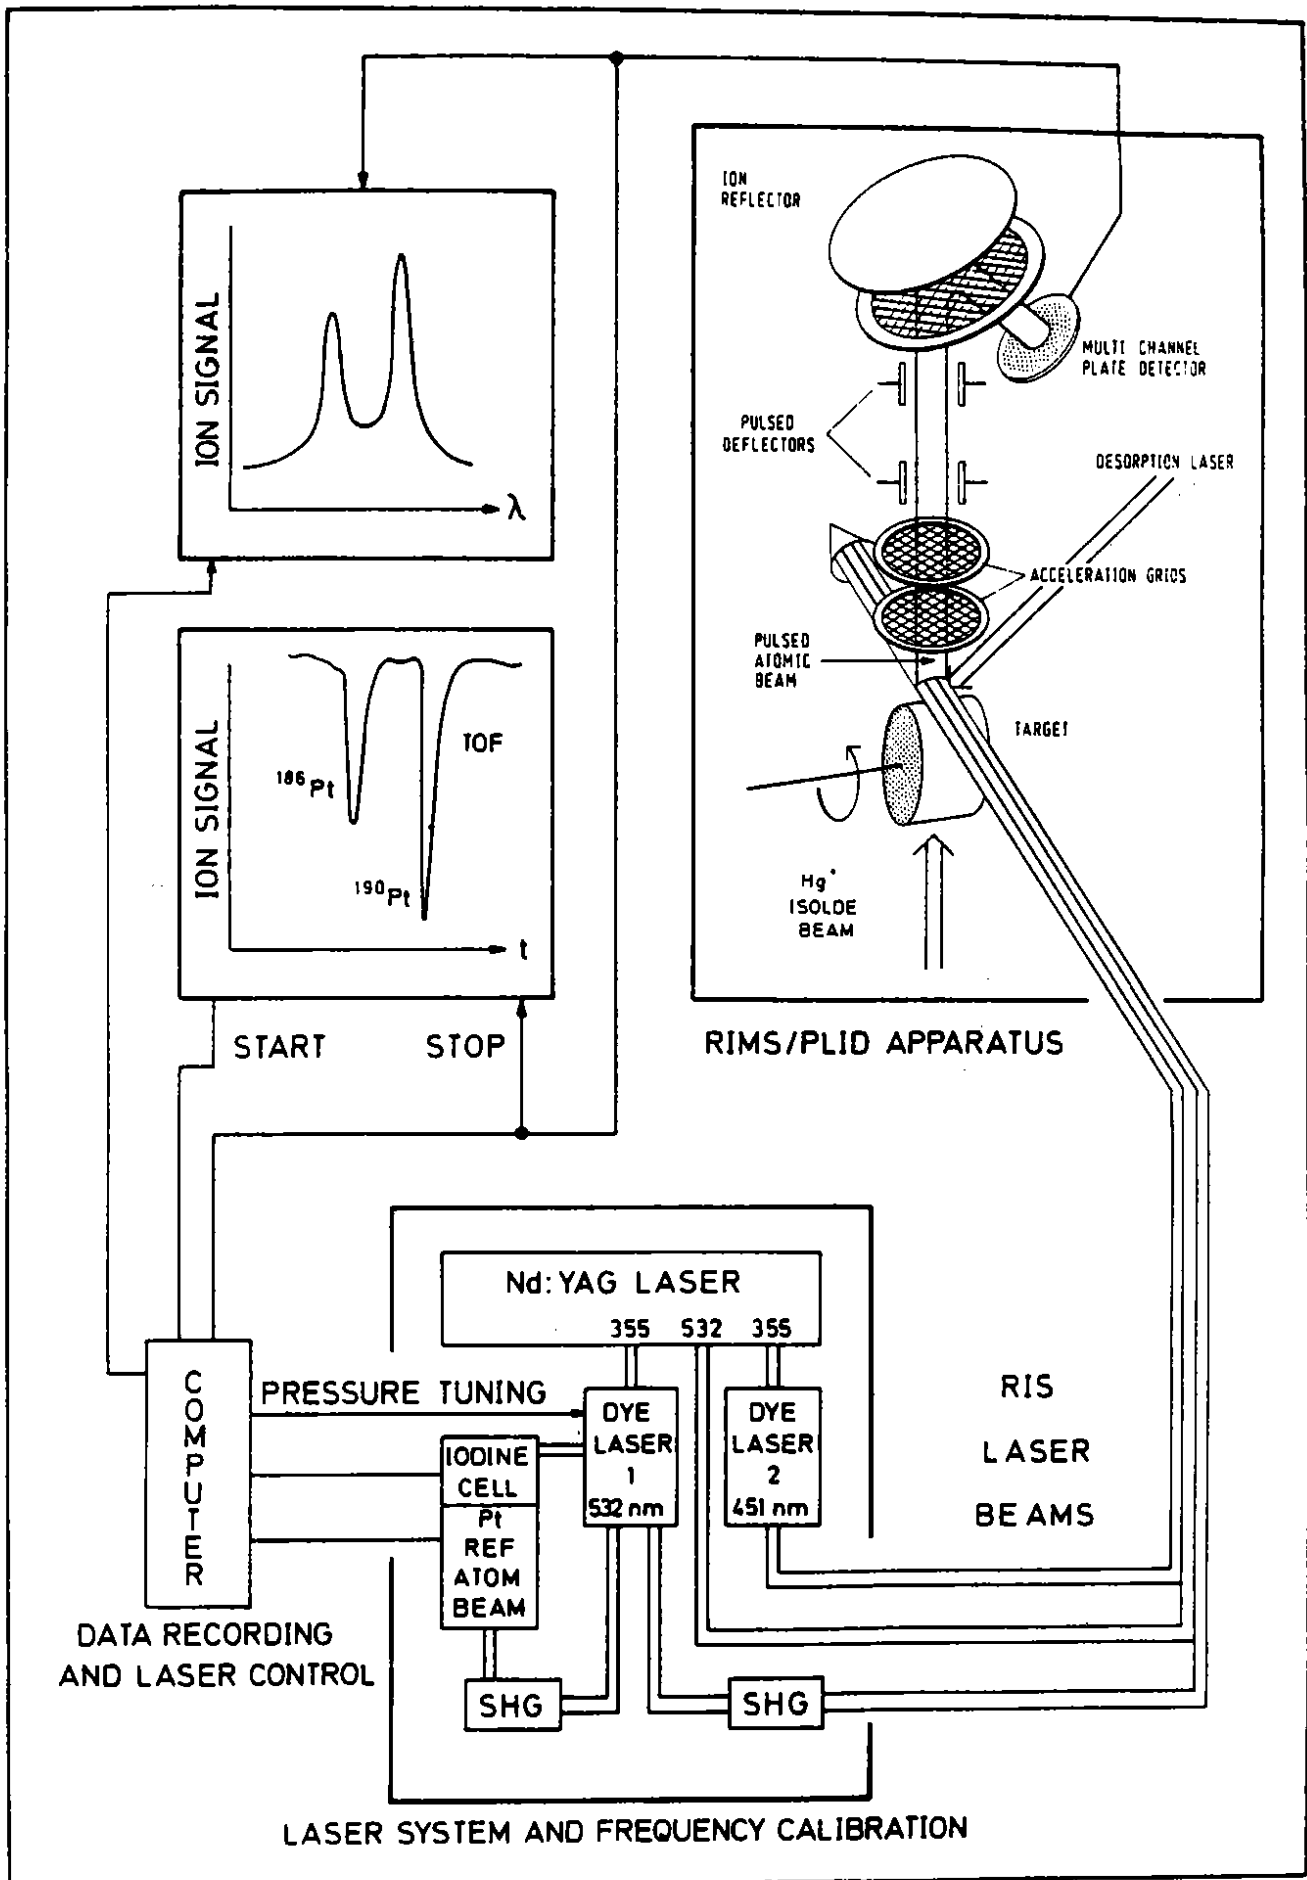 ION
REFLECTOR
MULTI CHANNEL
PLATE DETECTOR
PULSED
DEFLECTORS
DESORPTION LASER
ACCELERATION GRIDS
PULSED
ATOMIC
BEAM
TARGET
Hg⁺
ISOLDE
BEAM
RIMS/PLID APPARATUS
ION SIGNAL
λ
ION SIGNAL
TOF
¹⁸⁶Pt
¹⁹⁰Pt
t
START
STOP
Nd: YAG LASER
355 532 355
PRESSURE TUNING
DYE
LASER
1
532 nm
DYE
LASER
2
451 nm
IODINE
CELL
Pt
REF
ATOM
BEAM
SHG
SHG
COMPUTER
DATA RECORDING
AND LASER CONTROL
RIS
LASER
BEAMS
LASER SYSTEM AND FREQUENCY CALIBRATION